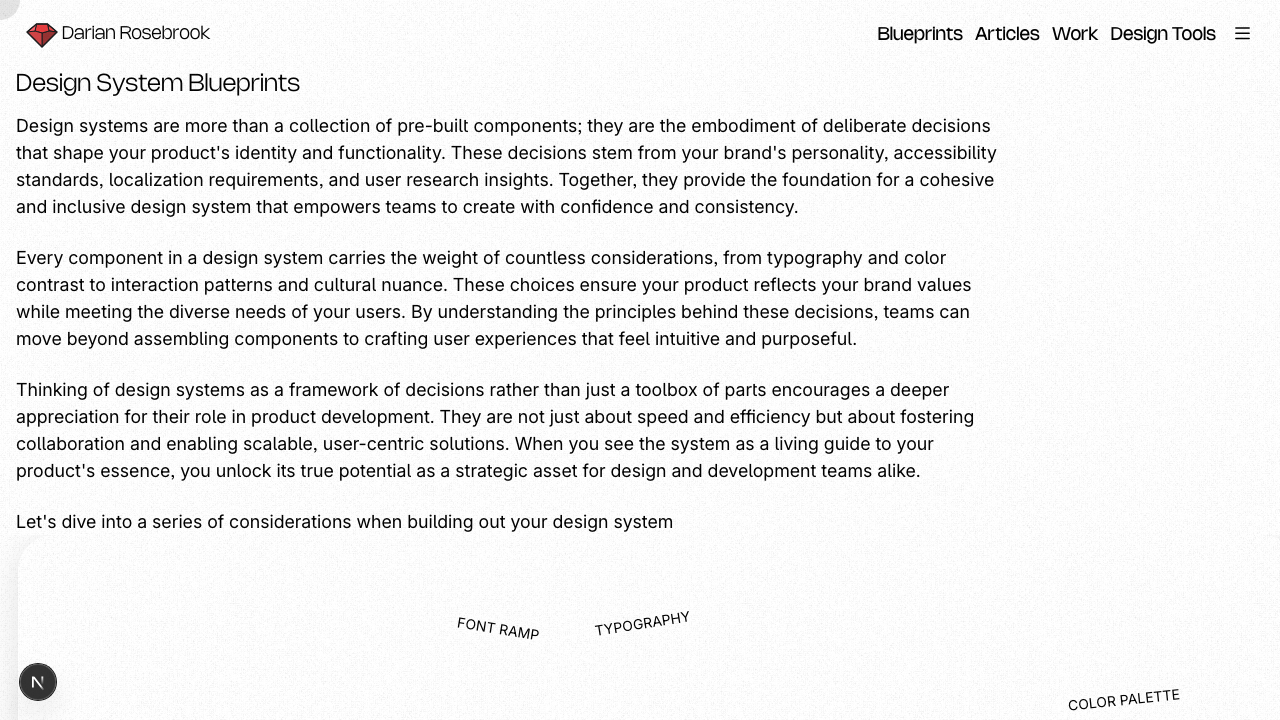 Darian Rosebrook
Blueprints Articles Work Design Tools
Design System Blueprints
Design systems are more than a collection of pre-built components; they are the embodiment of deliberate decisions
that shape your product's identity and functionality. These decisions stem from your brand's personality, accessibility
standards, localization requirements, and user research insights. Together, they provide the foundation for a cohesive
and inclusive design system that empowers teams to create with confidence and consistency.
Every component in a design system carries the weight of countless considerations, from typography and color
contrast to interaction patterns and cultural nuance. These choices ensure your product reflects your brand values
while meeting the diverse needs of your users. By understanding the principles behind these decisions, teams can
move beyond assembling components to crafting user experiences that feel intuitive and purposeful.
Thinking of design systems as a framework of decisions rather than just a toolbox of parts encourages a deeper
appreciation for their role in product development. They are not just about speed and efficiency but about fostering
collaboration and enabling scalable, user-centric solutions. When you see the system as a living guide to your
product's essence, you unlock its true potential as a strategic asset for design and development teams alike.
Let's dive into a series of considerations when building out your design system
FONT RAMP
TYPOGRAPHY
N
COLOR PALETTE